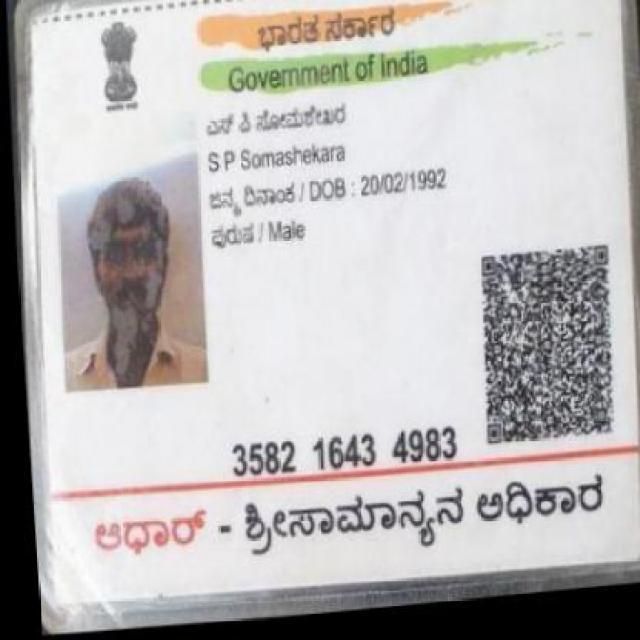 ಭಾರತ ಸರ್ಕಾರ
Government of India
ಎಸ್ ಪಿ ಸೋಮಶೇಖರ
S P Somashekara
ಜನ್ಮ ದಿನಾಂಕ / DOB : 20/02/1992
ಪುರುಷ / Male
3582 1643 4983
ಆಧಾರ್ - ಶ್ರೀಸಾಮಾನ್ಯನ ಅಧಿಕಾರ